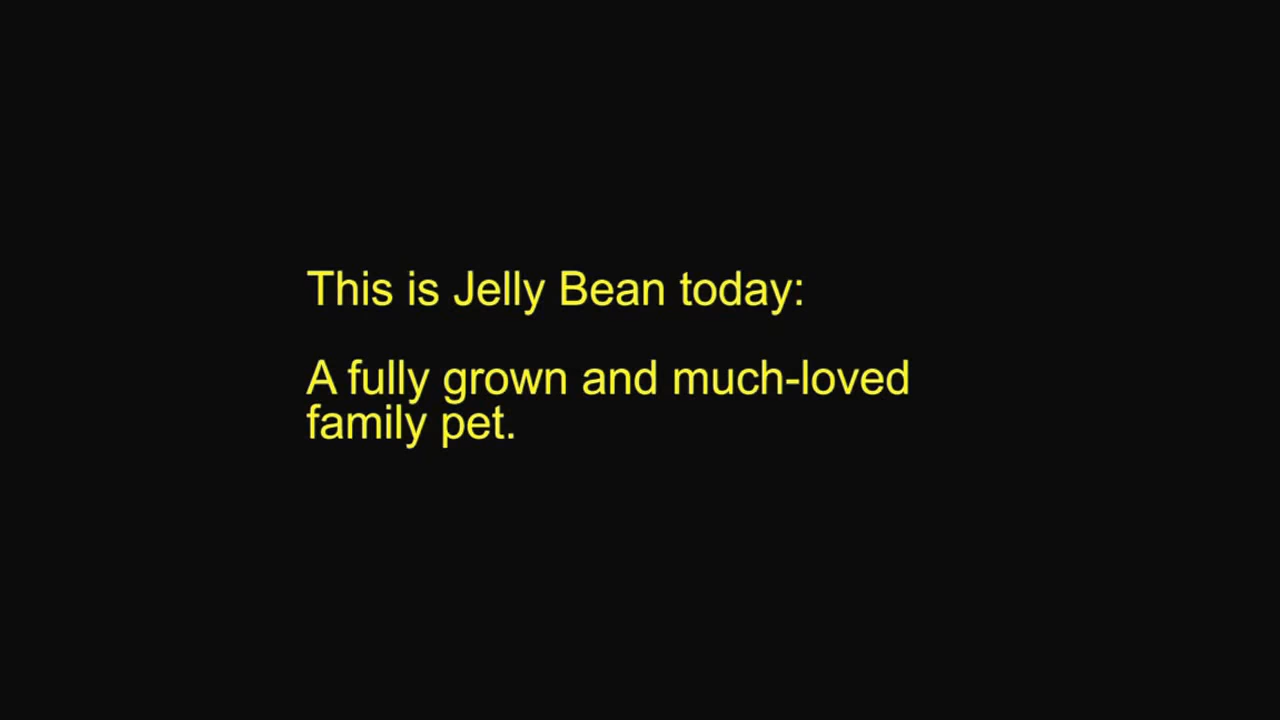 This is Jelly Bean today:
A fully grown and much-loved
family pet.